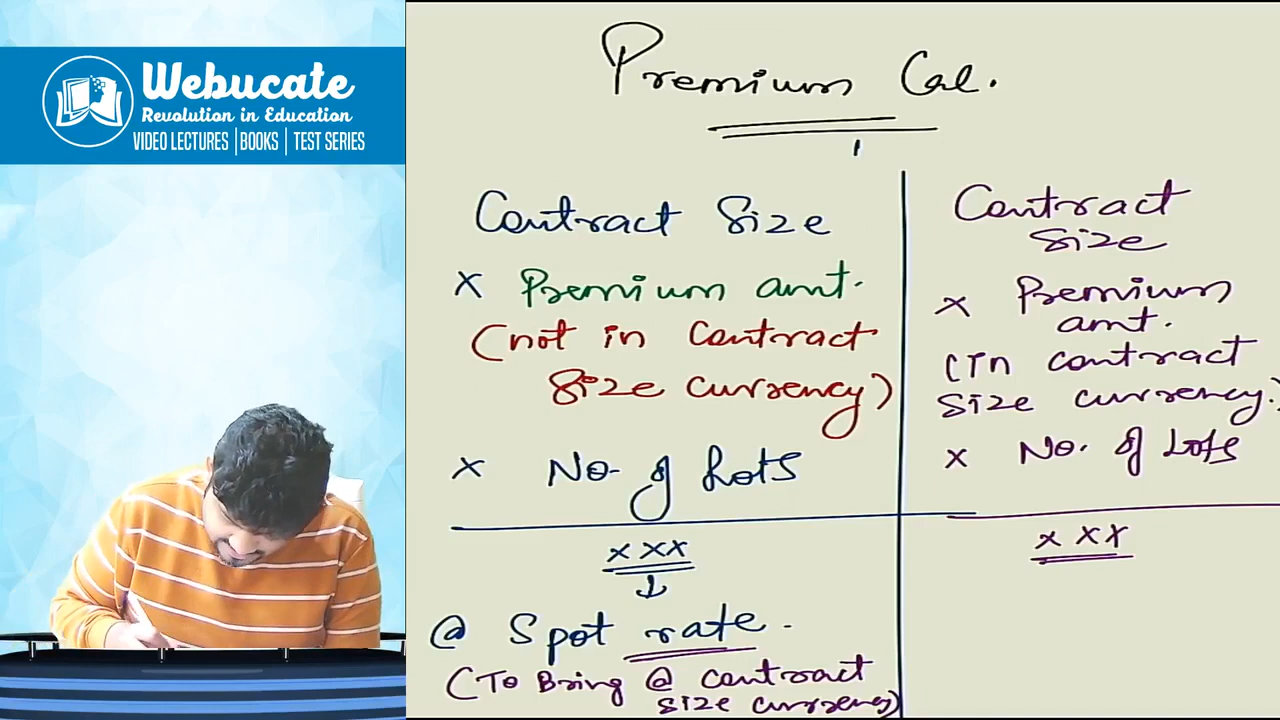 Webucate
Revolution in Education
VIDEO LECTURES | BOOKS | TEST SERIES
Premium Cal.
Contract Size
x Premium amt.
(not in contract
size currency)
x No. of Lots
xxx
@ Spot rate.
(To Bring @ contract
size currency)
Contract
Size
x Premium
amt.
(In contract
size currency.)
x No. of Lots
xxx